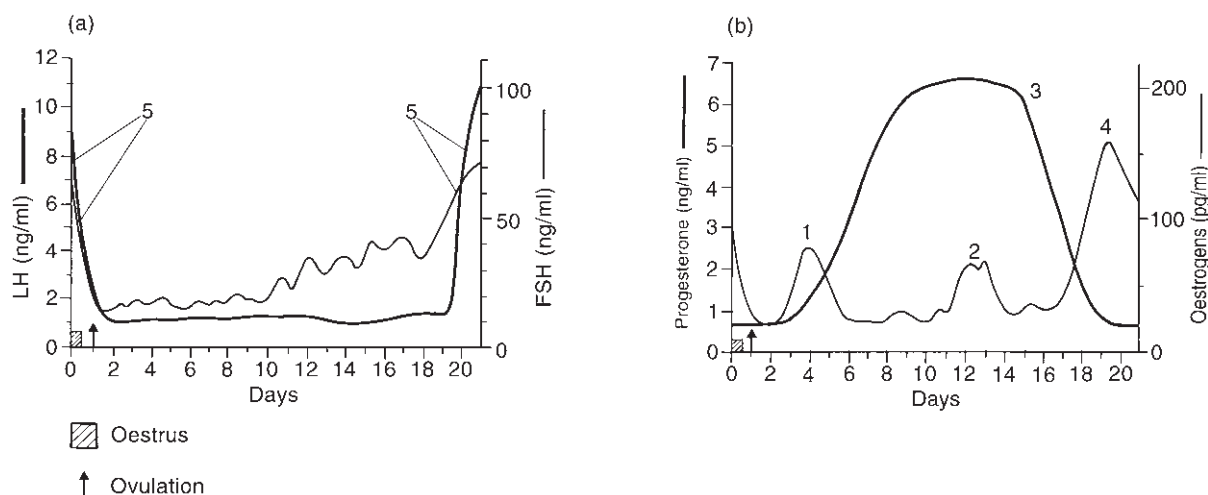 (a)
12
10
8
6
4
2
0
LH (ng/ml)
5
5
100
50
0
FSH (ng/ml)
0 2 4 6 8 10 12 14 16 18 20
Days
Oestrus
Ovulation
(b)
7
6
5
4
3
2
1
0
Progesterone (ng/ml)
1
2
3
4
200
100
0
Oestrogens (pg/ml)
0 2 4 6 8 10 12 14 16 18 20
Days